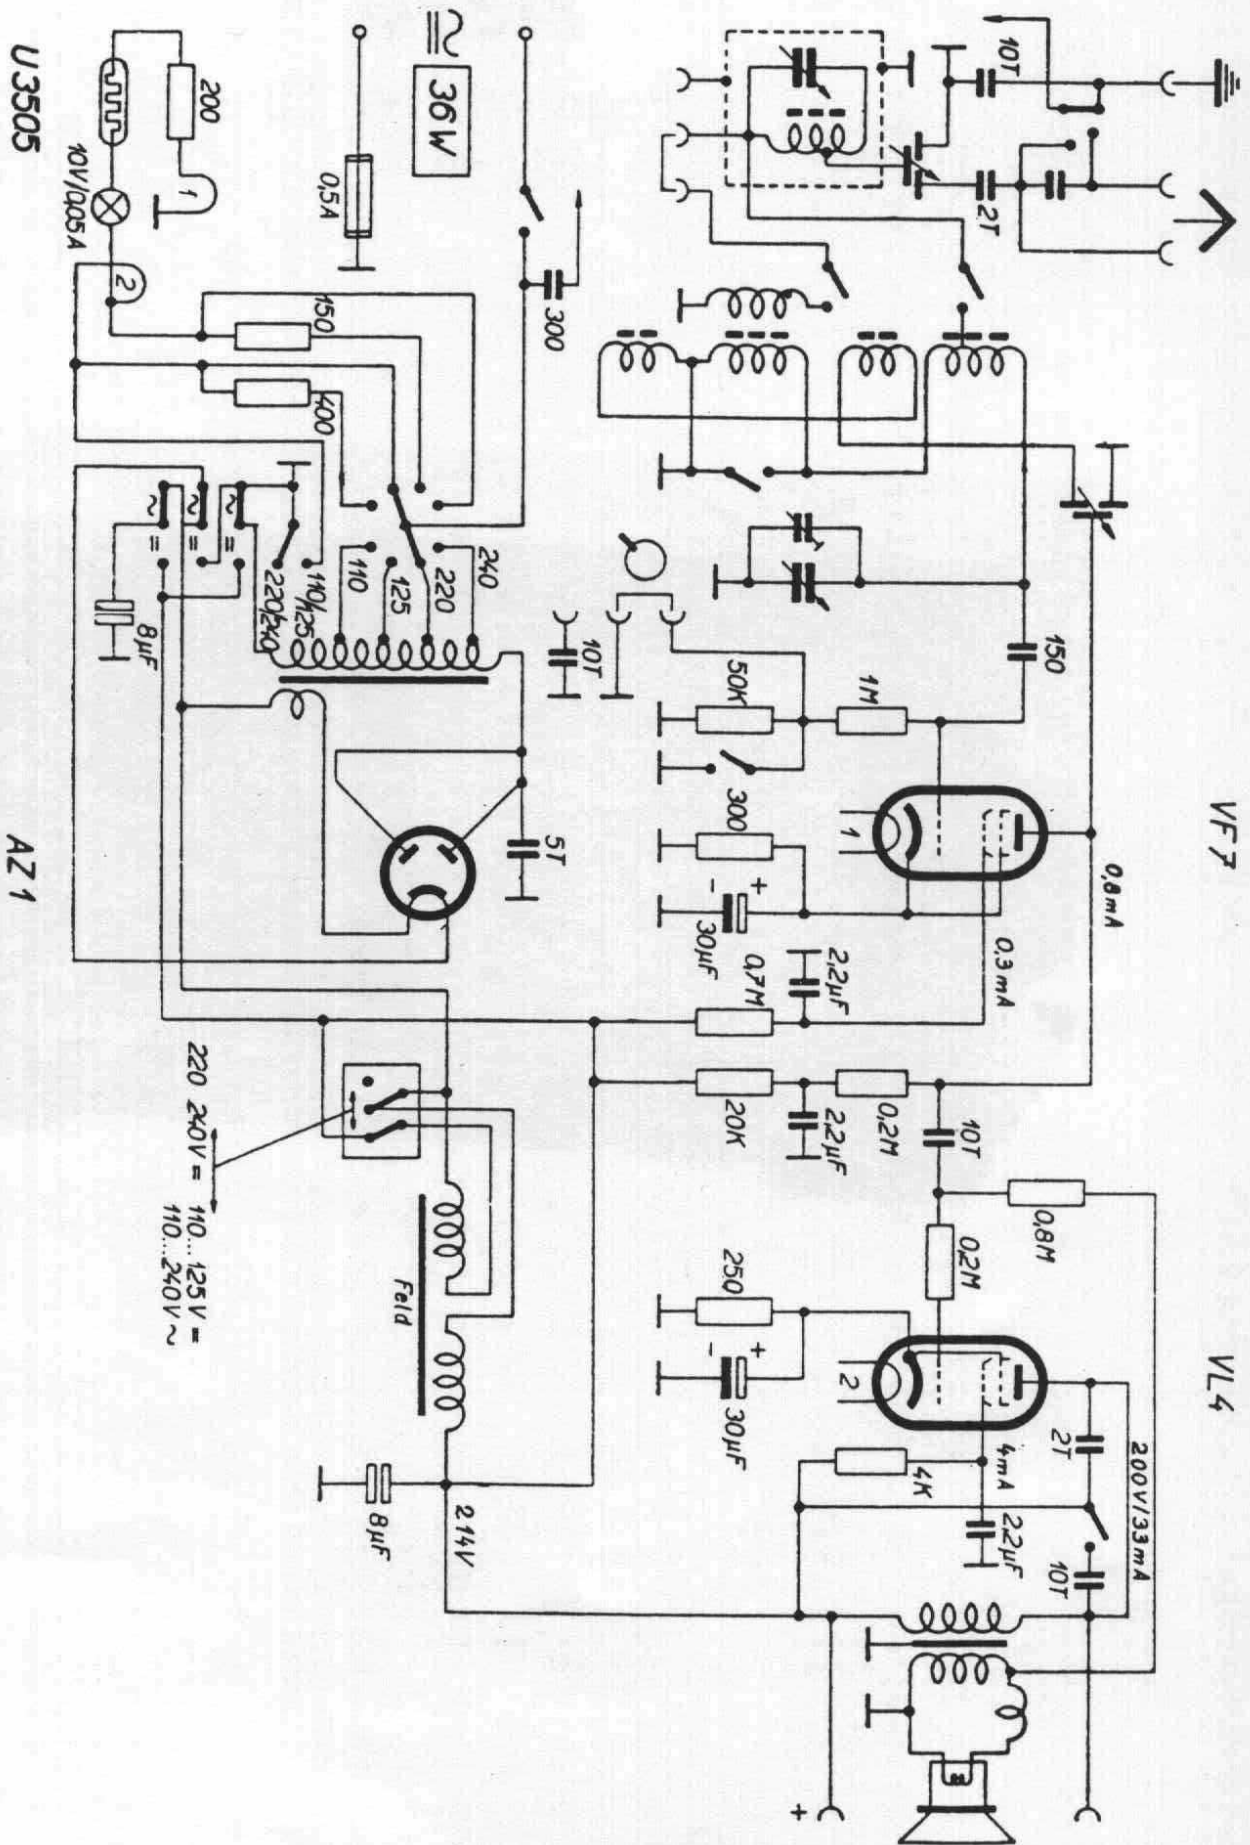 VF7
VL4
10T
2T
150
0,8mA
0.3mA
1M
50K
300
30µF
+
-
2,2µF
0,7M
20K
2,2µF
0,2M
10T
0,8M
0,2M
250
30µF
+
-
4mA
4K
2T
200V/33mA
2,2µF
10T
+
1
2
36W
0,5A
300
10T
240
220
125
110
110/125
220/240
~ =
~ =
~ =
8µF
5T
200
1
10V/0,05A
2
150
400
220 240V = 110...125V =
110...240V ~
Feld
8µF
214V
U3505
AZ1